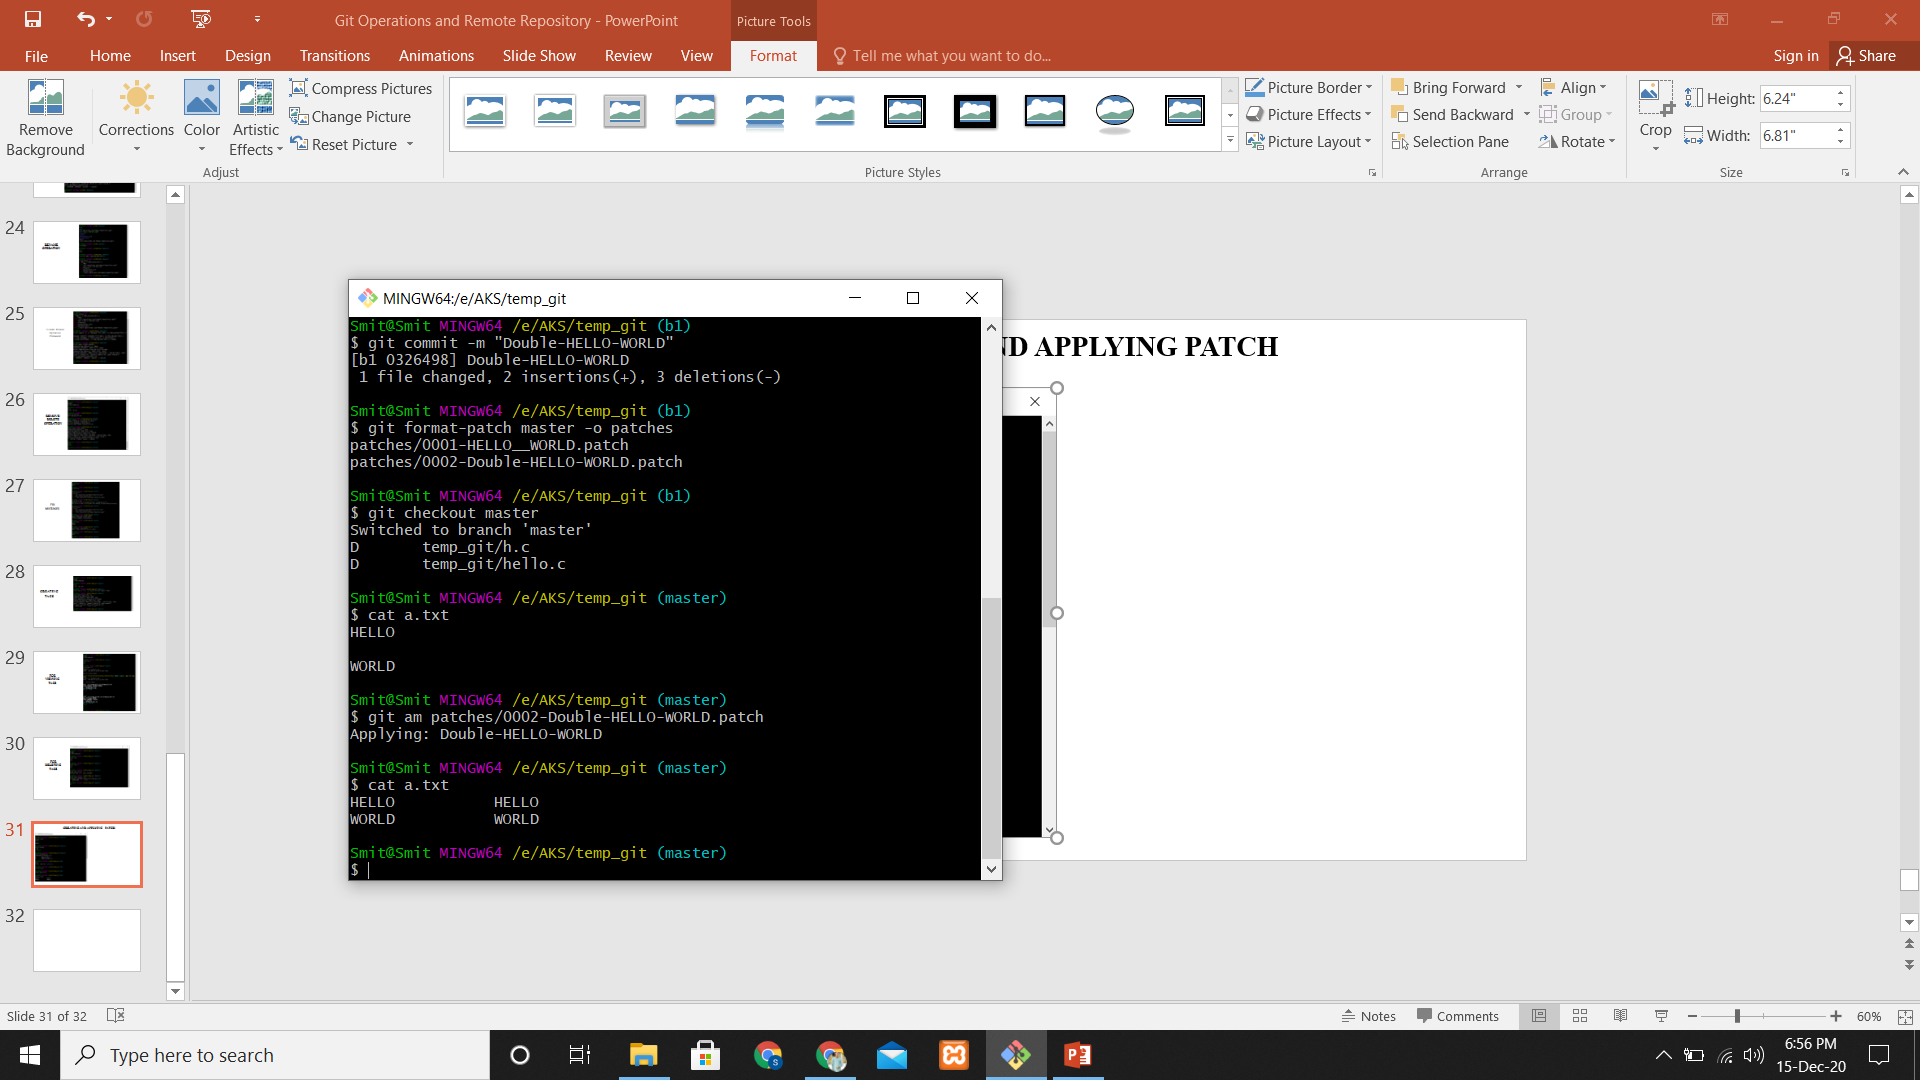 Git Operations and Remote Repository - PowerPoint
Picture Tools
File
Home
Insert
Design
Transitions
Animations
Slide Show
Review
View
Format
Tell me what you want to do...
Sign in
Share
Remove Background
Corrections
Color
Artistic Effects
Compress Pictures
Change Picture
Reset Picture
Adjust
Picture Styles
Picture Border
Picture Effects
Picture Layout
Bring Forward
Send Backward
Selection Pane
Align
Group
Rotate
Arrange
Crop
Height:
6.24"
Width:
6.81"
Size
24
25
26
27
28
29
30
31
32
ND APPLYING PATCH
MINGW64:/e/AKS/temp_git
Smit@Smit MINGW64 /e/AKS/temp_git (b1)
$ git commit -m "Double-HELLO-WORLD"
[b1 0326498] Double-HELLO-WORLD
1 file changed, 2 insertions(+), 3 deletions(-)
Smit@Smit MINGW64 /e/AKS/temp_git (b1)
$ git format-patch master -o patches
patches/0001-HELLO__WORLD.patch
patches/0002-Double-HELLO-WORLD.patch
Smit@Smit MINGW64 /e/AKS/temp_git (b1)
$ git checkout master
Switched to branch 'master'
D temp_git/h.c
D temp_git/hello.c
Smit@Smit MINGW64 /e/AKS/temp_git (master)
$ cat a.txt
HELLO
WORLD
Smit@Smit MINGW64 /e/AKS/temp_git (master)
$ git am patches/0002-Double-HELLO-WORLD.patch
Applying: Double-HELLO-WORLD
Smit@Smit MINGW64 /e/AKS/temp_git (master)
$ cat a.txt
HELLO HELLO
WORLD WORLD
Smit@Smit MINGW64 /e/AKS/temp_git (master)
$
Slide 31 of 32
Notes
Comments
60%
Type here to search
6:56 PM
15-Dec-20